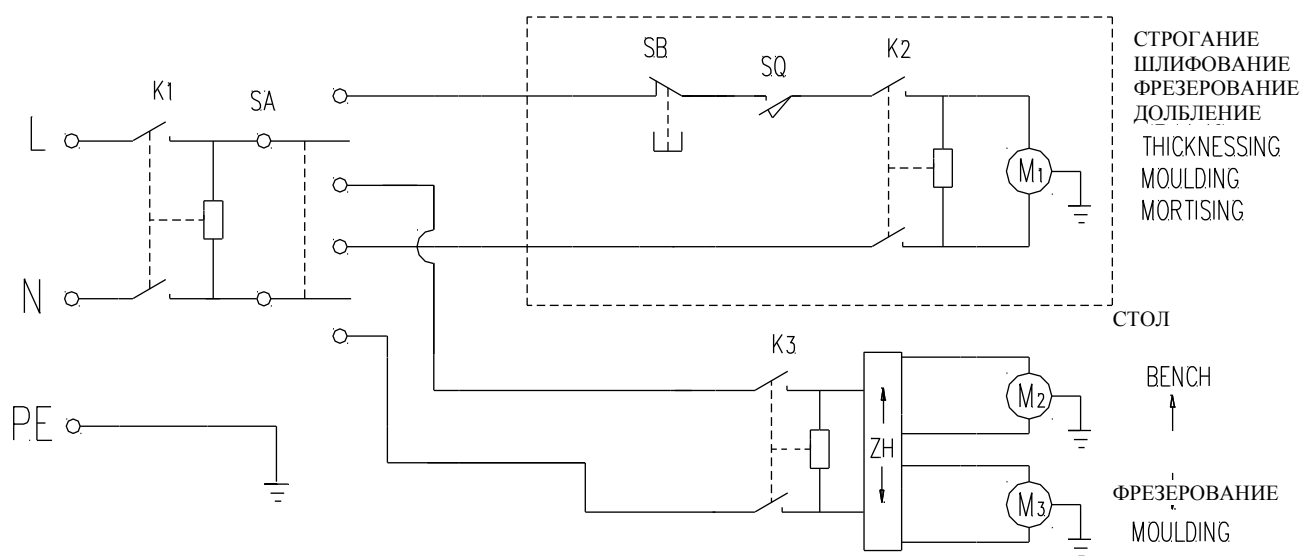 СТРОГАНИЕ
ШЛИФОВАНИЕ
ФРЕЗЕРОВАНИЕ
ДОЛБЛЕНИЕ
THICKNESSING
MOULDING
MORTISING
SB
SQ
K2
K1
SA
L
M1
N
СТОЛ
K3
BENCH
M2
PE
ZH
ФРЕЗЕРОВАНИЕ
M3
MOULDING